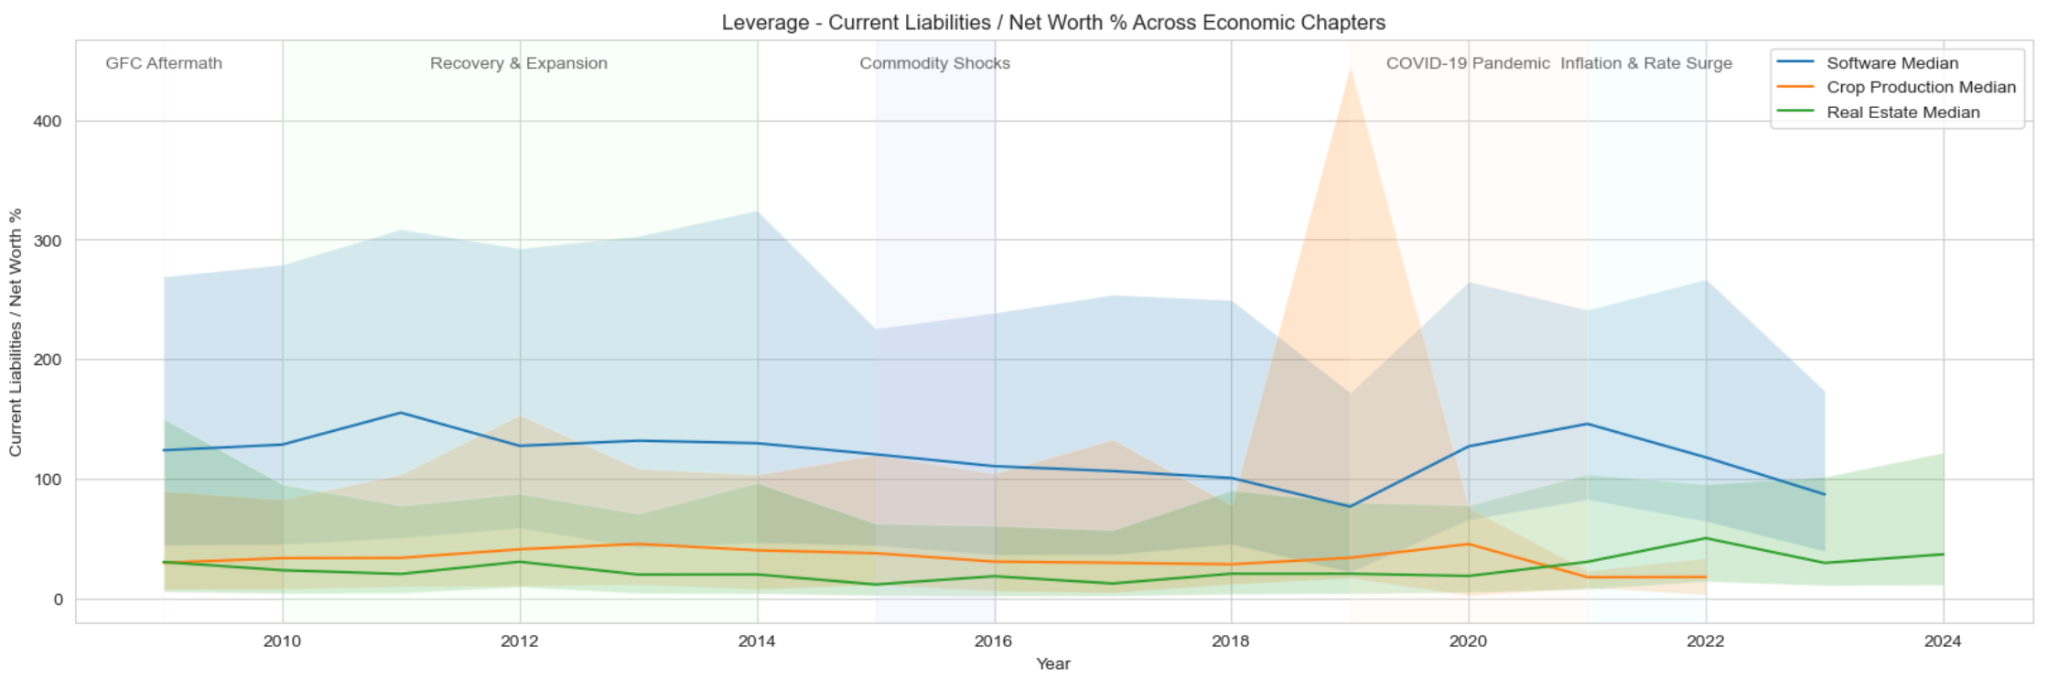 Leverage - Current Liabilities / Net Worth % Across Economic Chapters
GFC Aftermath
Recovery & Expansion
Commodity Shocks
COVID-19 Pandemic
Inflation & Rate Surge
Software Median
Crop Production Median
Real Estate Median
Current Liabilities / Net Worth %
400
300
200
100
0
2010
2012
2014
2016
2018
2020
2022
2024
Year